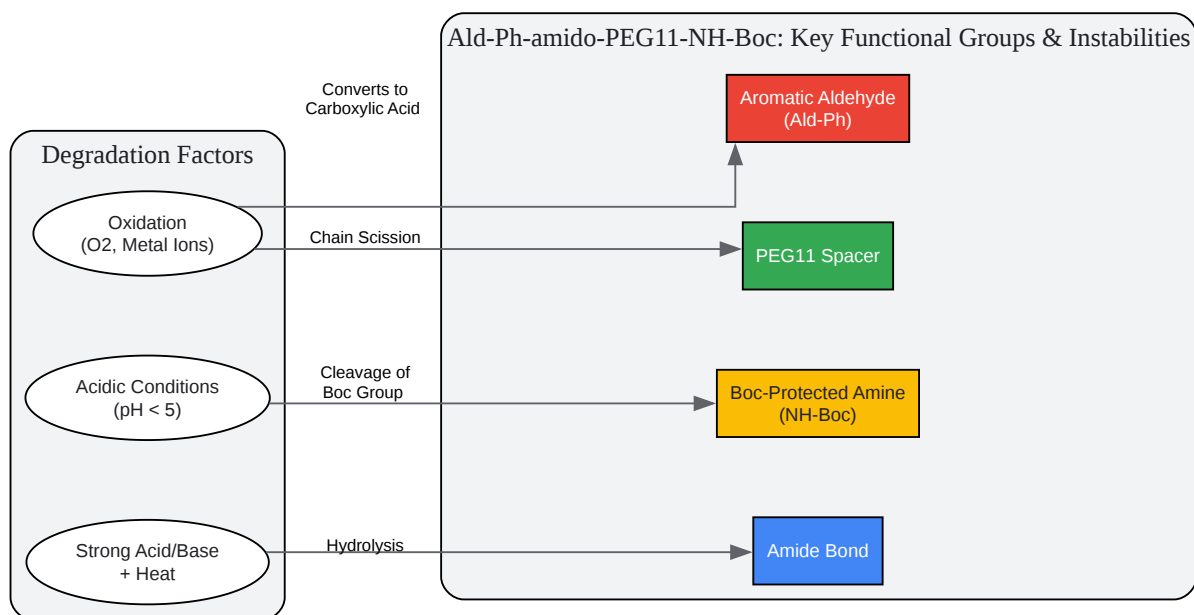 Ald-Ph-amido-PEG11-NH-Boc: Key Functional Groups & Instabilities
Degradation Factors
Converts to
Carboxylic Acid
Aromatic Aldehyde
(Ald-Ph)
Oxidation
(O2, Metal Ions)
Chain Scission
PEG11 Spacer
Acidic Conditions
(pH < 5)
Cleavage of
Boc Group
Boc-Protected Amine
(NH-Boc)
Strong Acid/Base
+ Heat
Hydrolysis
Amide Bond